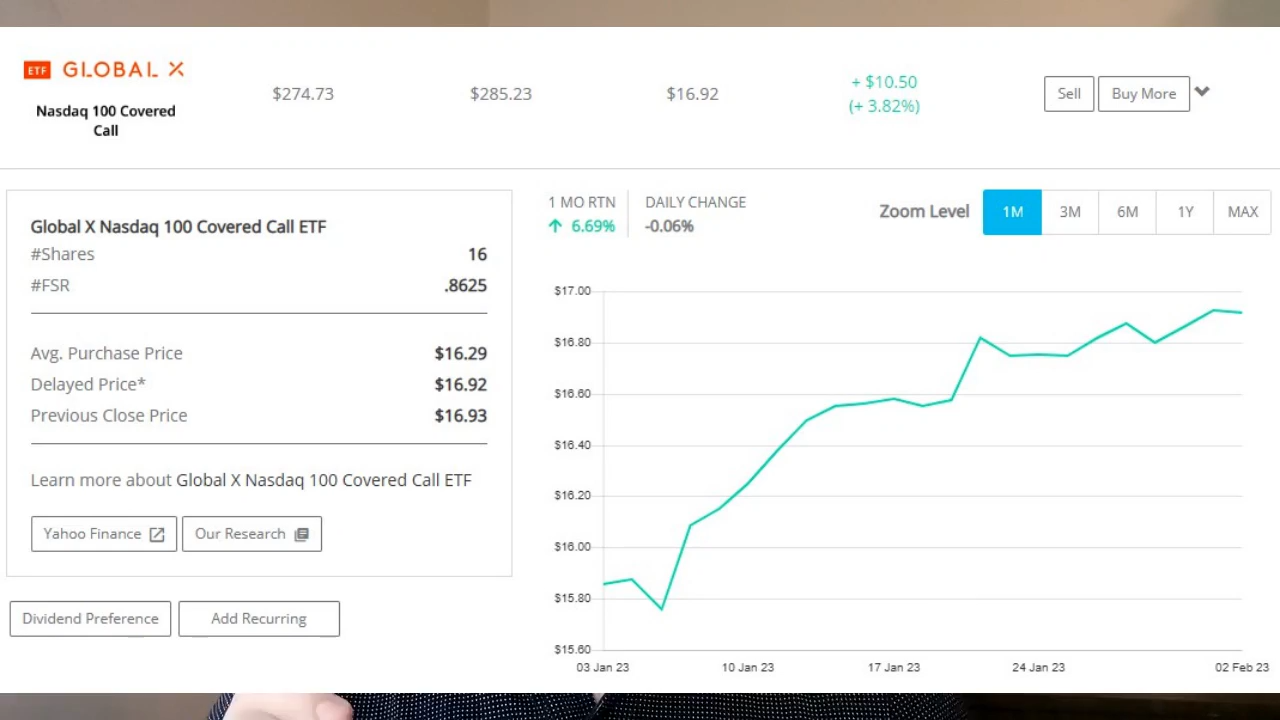 ETF GLOBAL X
Nasdaq 100 Covered
Call
$274.73
$285.23
$16.92
+ $10.50
(+ 3.82%)
Sell
Buy More
Global X Nasdaq 100 Covered Call ETF
#Shares 16
#FSR .8625
Avg. Purchase Price $16.29
Delayed Price* $16.92
Previous Close Price $16.93
Learn more about Global X Nasdaq 100 Covered Call ETF
Yahoo Finance
Our Research
Dividend Preference
Add Recurring
1 MO RTN
6.69%
DAILY CHANGE
-0.06%
Zoom Level
1M
3M
6M
1Y
MAX
$17.00
$16.80
$16.60
$16.40
$16.20
$16.00
$15.80
$15.60
03 Jan 23
10 Jan 23
17 Jan 23
24 Jan 23
02 Feb 23